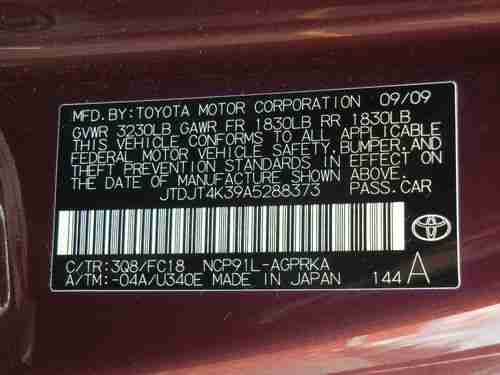 MFD. BY: TOYOTA MOTOR CORPORATION 09/09
GVWR 3230LB GAWR FR 1830LB RR 1830LB
THIS VEHICLE CONFORMS TO ALL APPLICABLE
FEDERAL MOTOR VEHICLE SAFETY, BUMPER, AND
THEFT PREVENTION STANDARDS IN EFFECT ON
THE DATE OF MANUFACTURE SHOWN ABOVE.
JTDJT4K39A5288373 PASS. CAR
C/TR: 3Q8/FC18 NCP91L-AGPRKA
A/TM: -04A/U340E MADE IN JAPAN 144 A